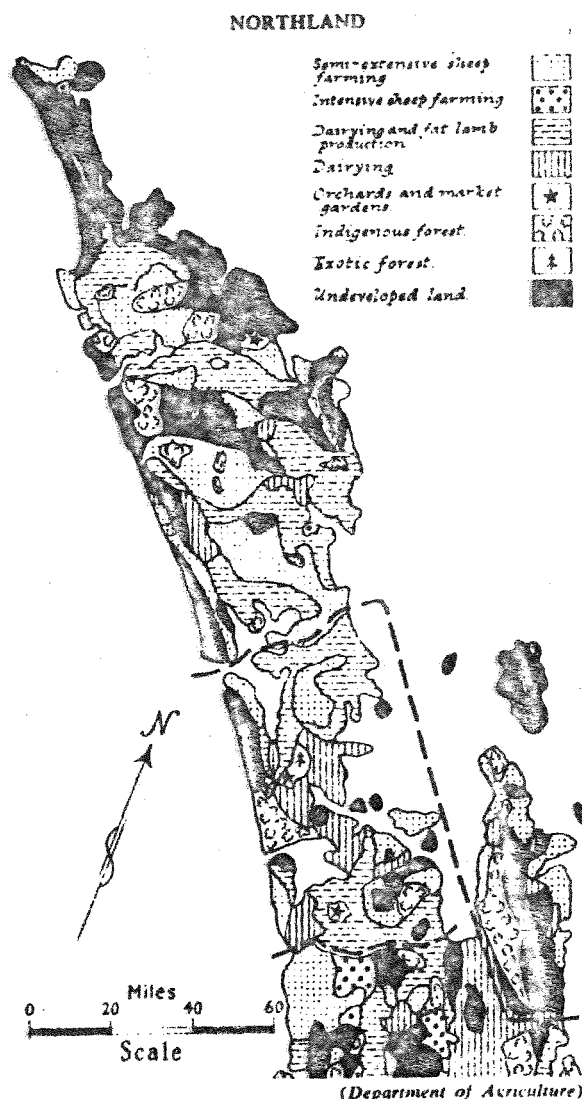 NORTHLAND
Semi-extensive sheep
farming
Intensive sheep farming
Dairying and fat lamb
production
Dairying
Orchards and market
gardens.
Indigenous forest.
Exotic forest.
Undeveloped land.
N
Miles
0 20 40 60
Scale
(Department of Agriculture)